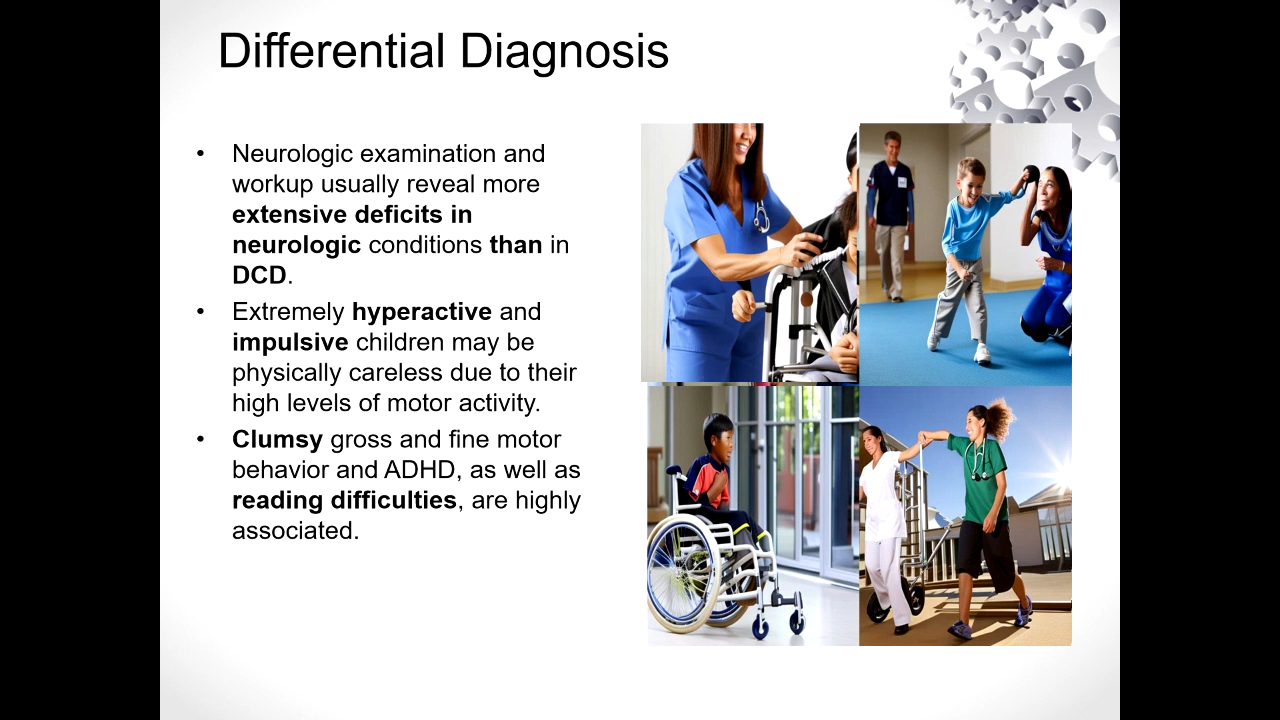 Differential Diagnosis
• Neurologic examination and
workup usually reveal more
extensive deficits in
neurologic conditions than in
DCD.
• Extremely hyperactive and
impulsive children may be
physically careless due to their
high levels of motor activity.
• Clumsy gross and fine motor
behavior and ADHD, as well as
reading difficulties, are highly
associated.